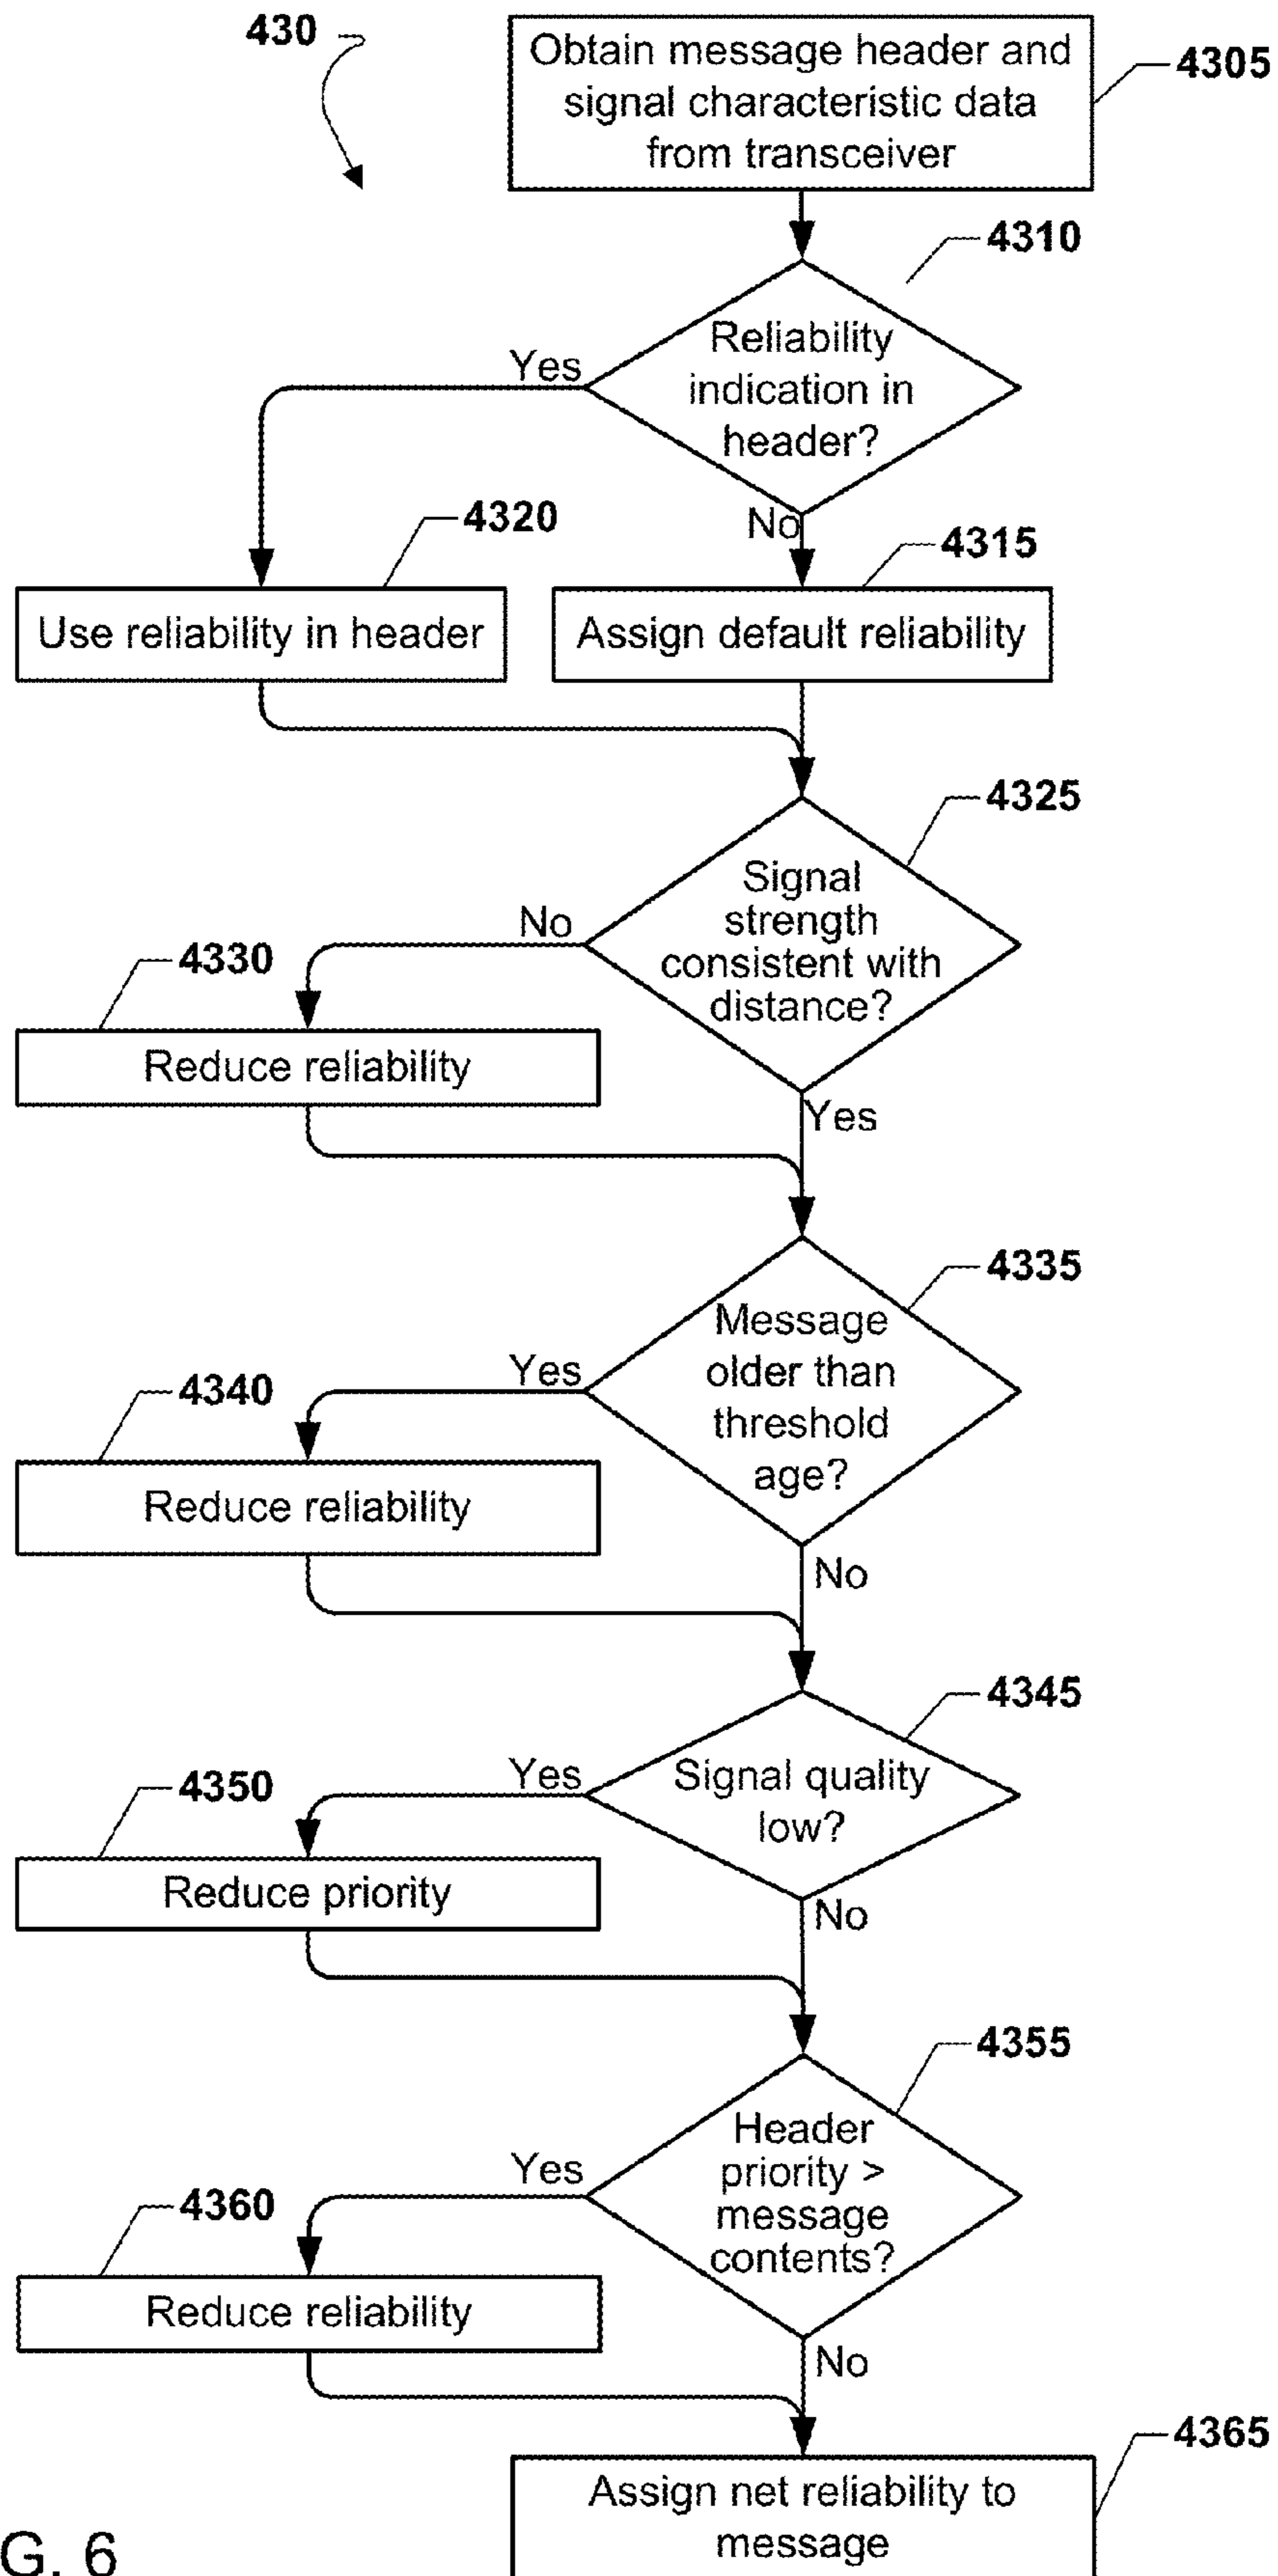 430
Obtain message header and
signal characteristic data
from transceiver
4305
4310
Reliability
indication in
header?
Yes
No
4320
4315
Use reliability in header
Assign default reliability
4325
Signal
strength
consistent with
distance?
No
Yes
4330
Reduce reliability
4335
Message
older than
threshold
age?
Yes
No
4340
Reduce reliability
4345
Signal quality
low?
Yes
No
4350
Reduce priority
4355
Header
priority >
message
contents?
Yes
No
4360
Reduce reliability
4365
Assign net reliability to
message
G. 6